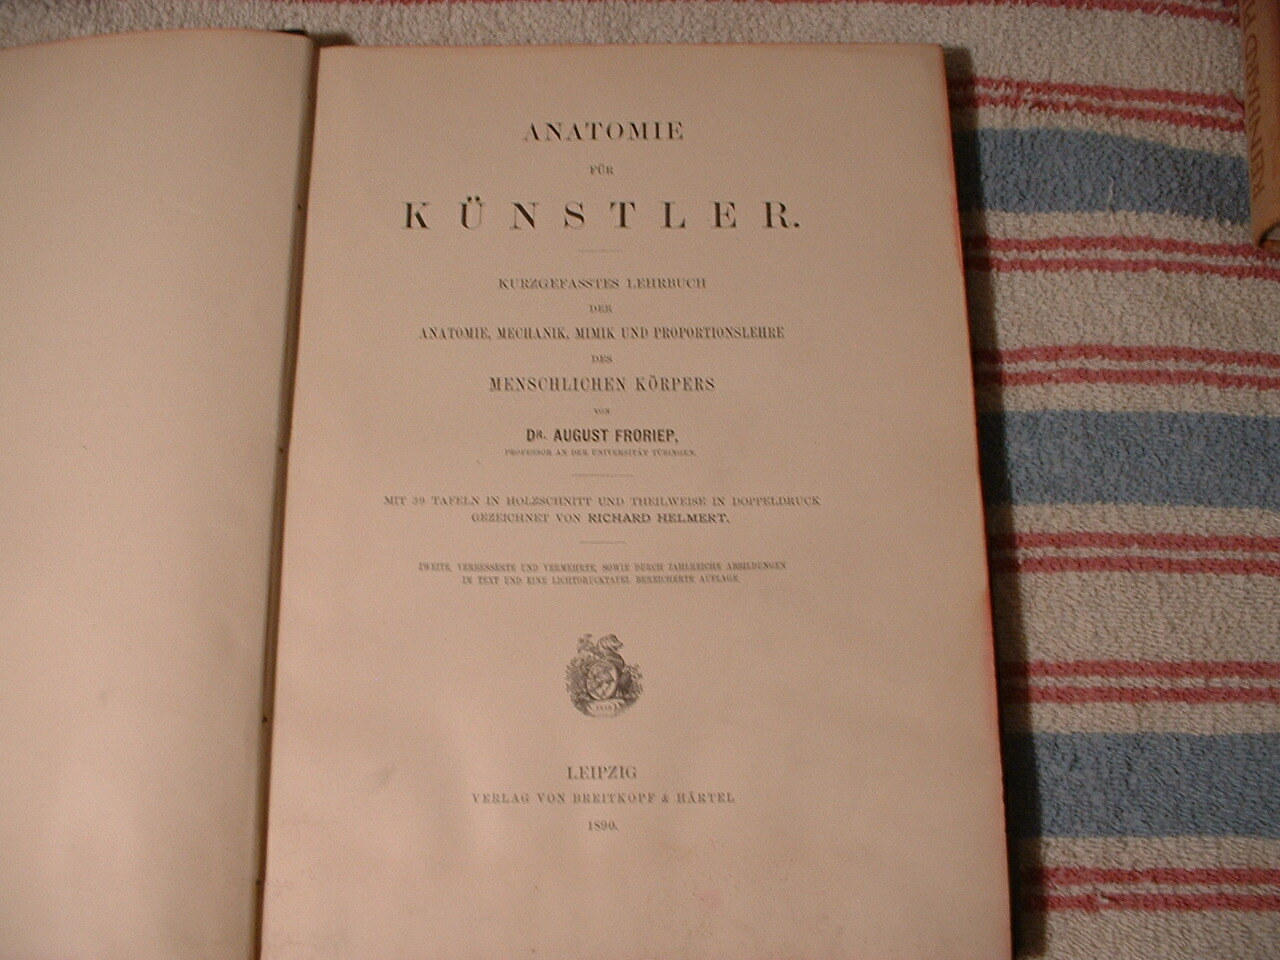 ANATOMIE
FÜR
KÜNSTLER.
KURZGEFASSTES LEHRBUCH
DER
ANATOMIE, MECHANIK, MIMIK UND PROPORTIONSLEHRE
DES
MENSCHLICHEN KÖRPERS
VON
DR. AUGUST FRORIEP,
PROFESSOR AN DER UNIVERSITÄT TÜBINGEN.
MIT 39 TAFELN IN HOLZSCHNITT UND THEILWEISE IN DOPPELDRUCK
GEZEICHNET VON RICHARD HELMERT.
ZWEITE, VERBESSERTE UND VERMEHRTE, SOWIE DURCH ZAHLREICHE ABBILDUNGEN
IM TEXT UND EINE LICHTDRUCKTAFEL BEREICHERTE AUFLAGE.
LEIPZIG
VERLAG VON BREITKOPF & HÄRTEL
1890.